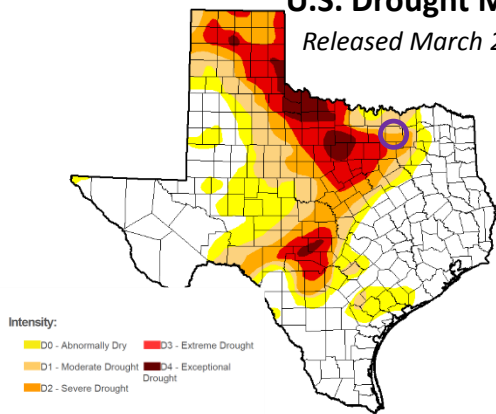 U.S. Drought M
Released March 2
Intensity:
D0 - Abnormally Dry
D3 - Extreme Drought
D1 - Moderate Drought
D4 - Exceptional
Drought
D2 - Severe Drought